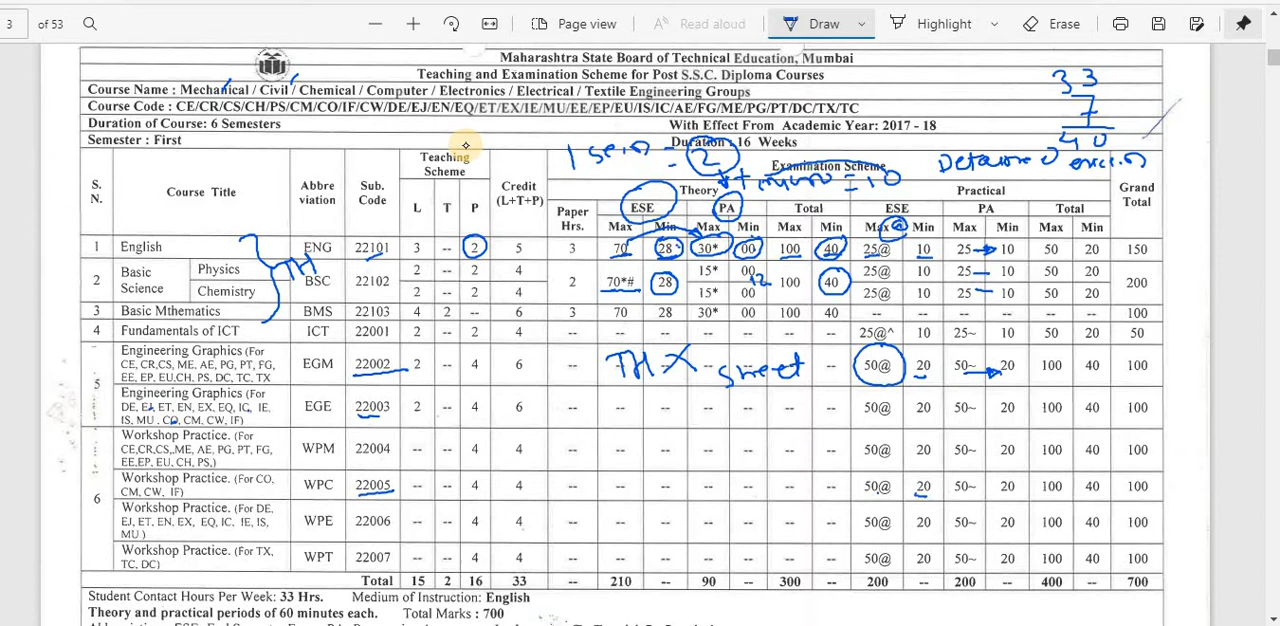 3 of 53 Page view Read aloud Draw Highlight Erase
Maharashtra State Board of Technical Education, Mumbai
Teaching and Examination Scheme for Post S.S.C. Diploma Courses
Course Name : Mechanical / Civil / Chemical / Computer / Electronics / Electrical / Textile Engineering Groups
Course Code : CE/CR/CS/CH/PS/CM/CO/IF/CW/DE/EJ/EN/EQ/ET/EX/IE/MU/EE/EP/EU/IS/IC/AE/FG/ME/PG/PT/DC/TX/TC
Duration of Course: 6 Semesters With Effect From Academic Year: 2017 - 18
Semester : First Duration : 16 Weeks
33
7
40
1 sem = 2
= 10
S. N. Course Title Abbre viation Sub. Code Teaching Scheme Credit (L+T+P) Examination Scheme Grand Total
Theory Practical
L T P Paper Hrs. ESE PA Total ESE PA Total
Max Min Max Min Max Min Max @ Min Max Min Max Min
1 English ENG 22101 3 -- 2 5 3 70 28 30* 00 100 40 25@ 10 25 10 50 20 150
2 Basic Science Physics BSC 22102 2 -- 2 4 2 70*# 28 15* 00 100 40 25@ 10 25 10 50 20 200
Chemistry 2 -- 2 4 15* 00 12 25@ 10 25 10 50 20
TH
3 Basic Mthematics BMS 22103 4 2 -- 6 3 70 28 30* 00 100 40 -- -- -- -- -- -- 100
4 Fundamentals of ICT ICT 22001 2 -- 2 4 -- -- -- -- -- -- -- 25@^ 10 25~ 10 50 20 50
5 Engineering Graphics (For CE, CR,CS, ME, AE, PG, PT, FG, EE, EP, EU,CH, PS, DC, TC, TX EGM 22002 2 -- 4 6 -- -- -- -- -- -- -- 50@ 20 50~ 20 100 40 100
TH X sheet
Engineering Graphics (For DE, EJ, ET, EN, EX, EQ, IC, IE, IS, MU . CO, CM, CW, IF) EGE 22003 2 -- 4 6 -- -- -- -- -- -- -- 50@ 20 50~ 20 100 40 100
6 Workshop Practice. (For CE,CR,CS,.ME, AE, PG, PT, FG, EE,EP, EU, CH, PS,) WPM 22004 -- -- 4 4 -- -- -- -- -- -- -- 50@ 20 50~ 20 100 40 100
Workshop Practice. (For CO, CM, CW, IF) WPC 22005 -- -- 4 4 -- -- -- -- -- -- -- 50@ 20 50~ 20 100 40 100
Workshop Practice. (For DE, EJ, ET, EN, EX, EQ, IC, IE, IS, MU ) WPE 22006 -- -- 4 4 -- -- -- -- -- -- -- 50@ 20 50~ 20 100 40 100
Workshop Practice. (For TX, TC, DC) WPT 22007 -- -- 4 4 -- -- -- -- -- -- -- 50@ 20 50~ 20 100 40 100
Total 15 2 16 33 -- 210 -- 90 -- 300 -- 200 -- 200 -- 400 -- 700
Student Contact Hours Per Week: 33 Hrs. Medium of Instruction: English
Theory and practical periods of 60 minutes each. Total Marks : 700